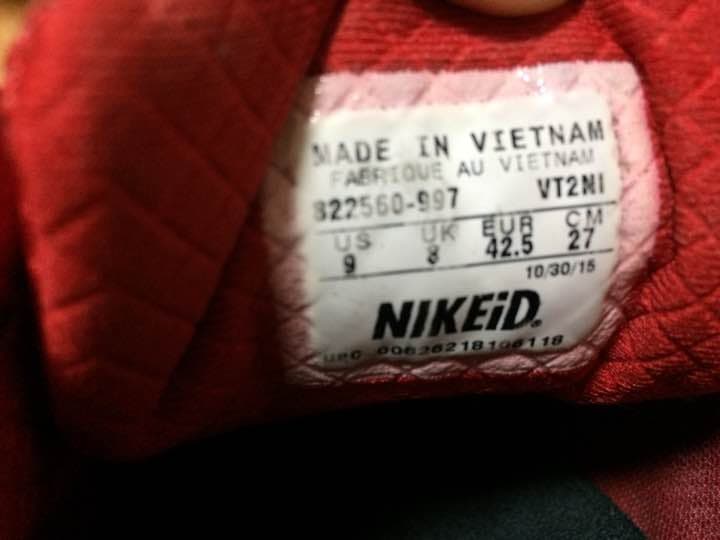 MADE IN VIETNAM
FABRIQUE AU VIETNAM
822560-997 VT2NI
US UK EUR CM
9 8 42.5 27
10/30/15
NIKEiD.
UPC